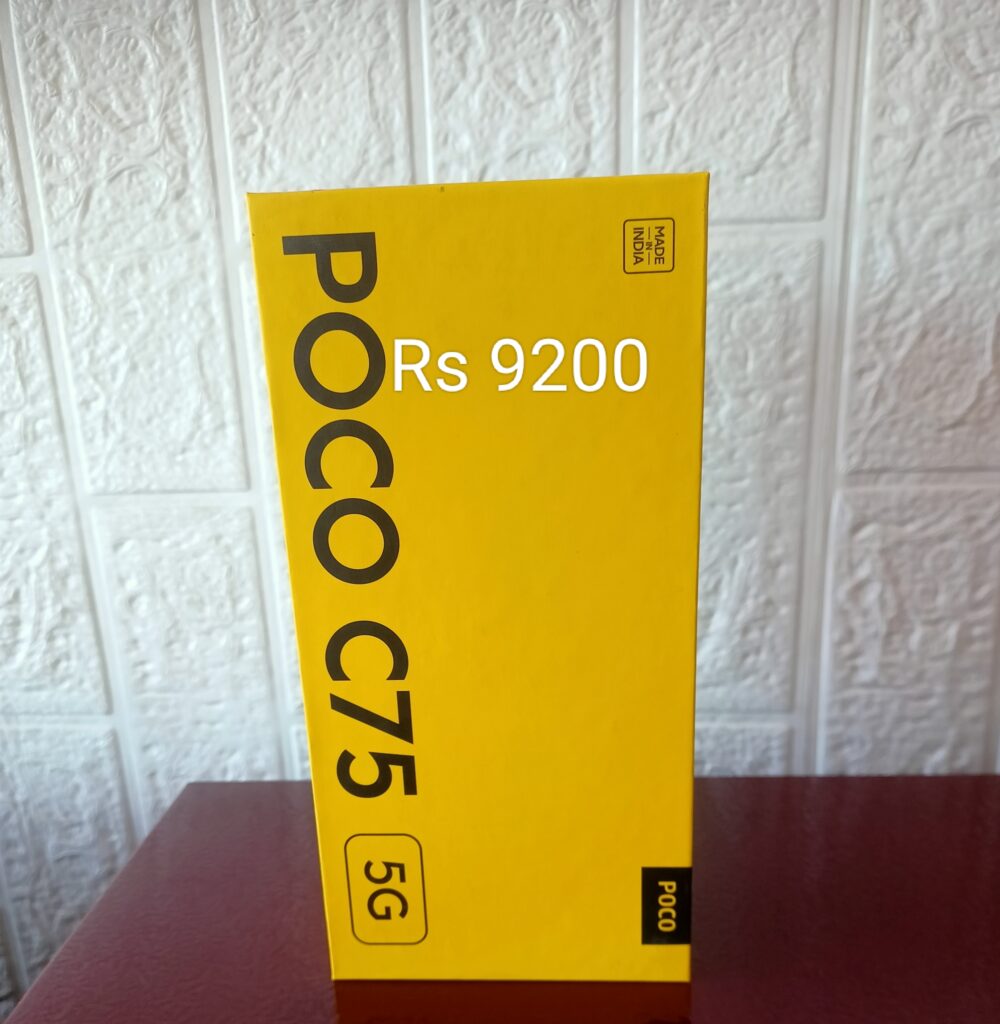 POCO C75 5G
MADE
IN
INDIA
Rs 9200
POCO